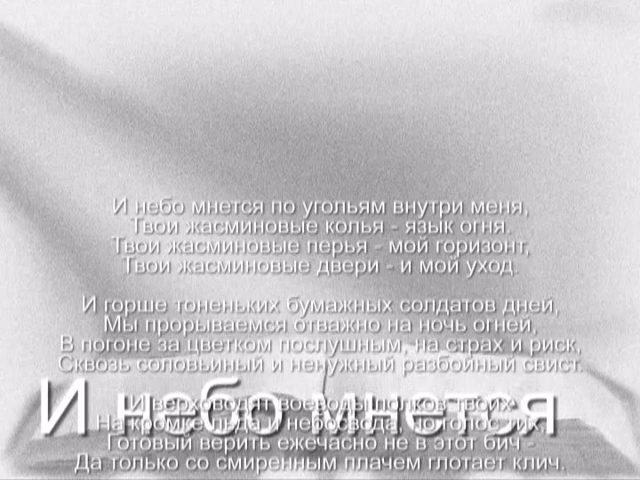 И небо мнется по угольям внутри меня,
Твои жасминовые колья - язык огня.
Твои жасминовые перья - мой горизонт,
Твои жасминовые двери - и мой уход.
И горше тоненьких бумажных солдатов дней,
Мы прорываемся отважно на ночь огней,
В погоне за цветком послушным, на страх и риск,
Сквозь соловьиный и ненужный разбойный свист.
И верховодят воеводы полков твоих
На кромке льда и небосвода, но голос тих,
Готовый верить ежечасно не в этот бич -
Да только со смиренным плачем глотает клич.
И небо мнется